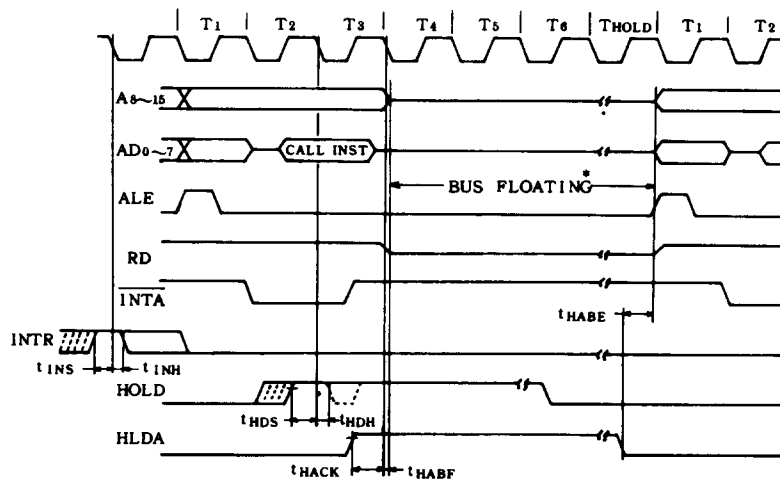 T1 T2 T3 T4 T5 T6 THOLD T1 T2
A8~15
AD0~7 CALL INST
BUS FLOATING*
ALE
RD
INTA
tHABE
INTR
tINS tINH
HOLD
tHDS tHDH
HLDA
tHACK tHABF